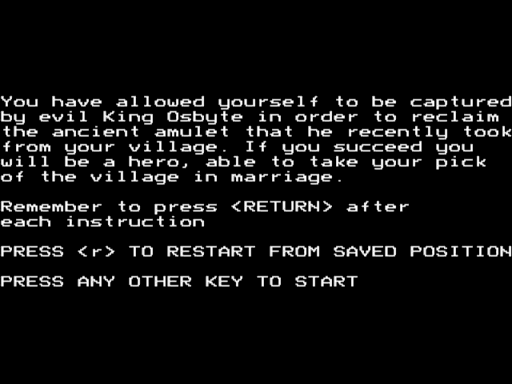 You have allowed yourself to be captured
by evil King Osbyte in order to reclaim
the ancient amulet that he recently took
from your village. If you succeed you
will be a hero, able to take your pick
of the village in marriage.
Remember to press <RETURN> after
each instruction
PRESS <r> TO RESTART FROM SAVED POSITION
PRESS ANY OTHER KEY TO START